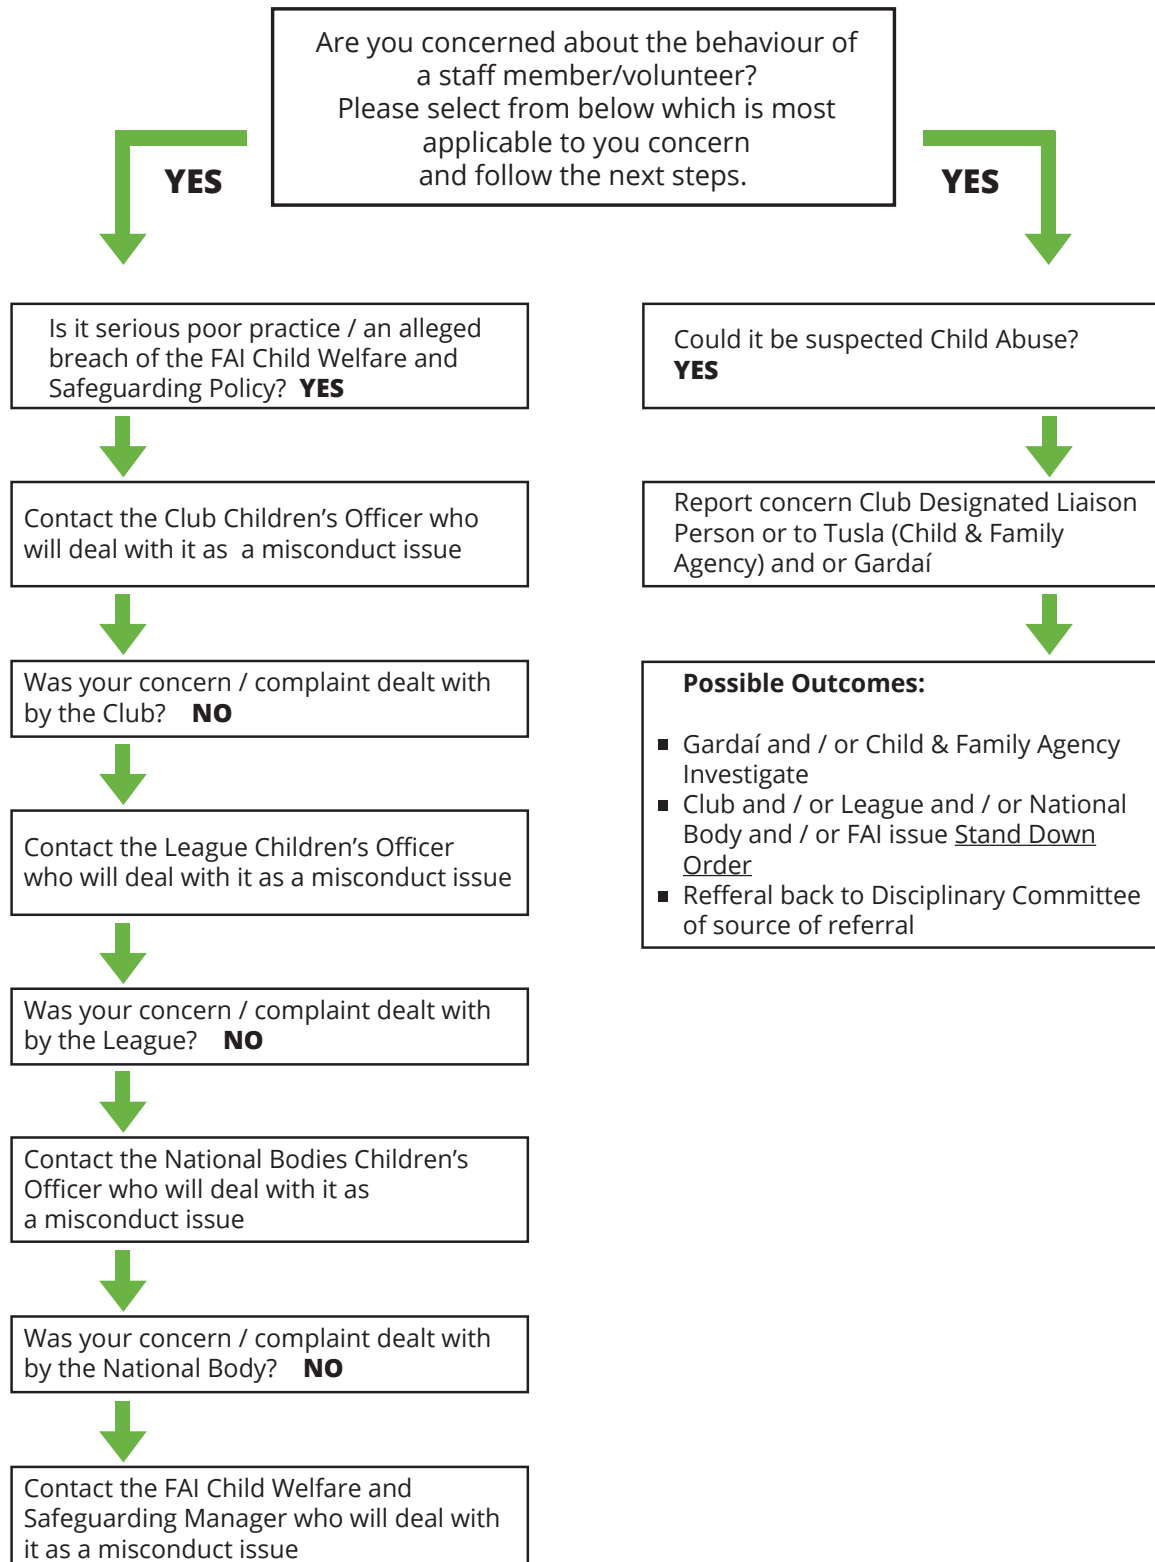 Are you concerned about the behaviour of
a staff member/volunteer?
Please select from below which is most
applicable to you concern
and follow the next steps.
YES
YES
Is it serious poor practice / an alleged
breach of the FAI Child Welfare and
Safeguarding Policy? YES
Contact the Club Children's Officer who
will deal with it as a misconduct issue
Was your concern / complaint dealt with
by the Club? NO
Contact the League Children's Officer
who will deal with it as a misconduct issue
Was your concern / complaint dealt with
by the League? NO
Contact the National Bodies Children's
Officer who will deal with it as
a misconduct issue
Was your concern / complaint dealt with
by the National Body? NO
Contact the FAI Child Welfare and
Safeguarding Manager who will deal with
it as a misconduct issue
Could it be suspected Child Abuse?
YES
Report concern Club Designated Liaison
Person or to Tusla (Child & Family
Agency) and or Gardaí
Possible Outcomes:
■ Gardaí and / or Child & Family Agency
Investigate
■ Club and / or League and / or National
Body and / or FAI issue Stand Down
Order
■ Refferal back to Disciplinary Committee
of source of referral